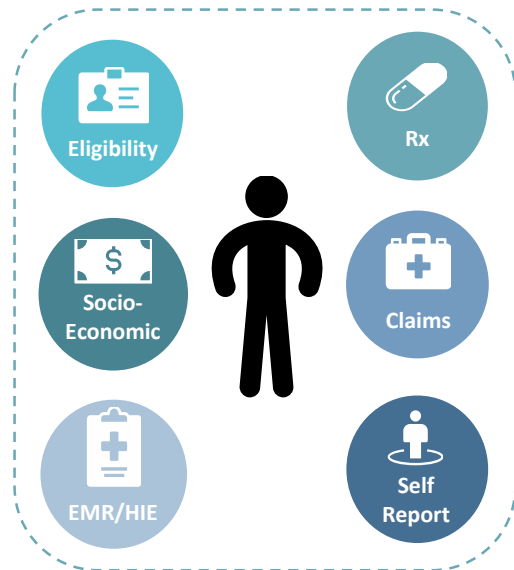 Eligibility
Rx
$
Socio-
Economic
Claims
EMR/HIE
Self
Report